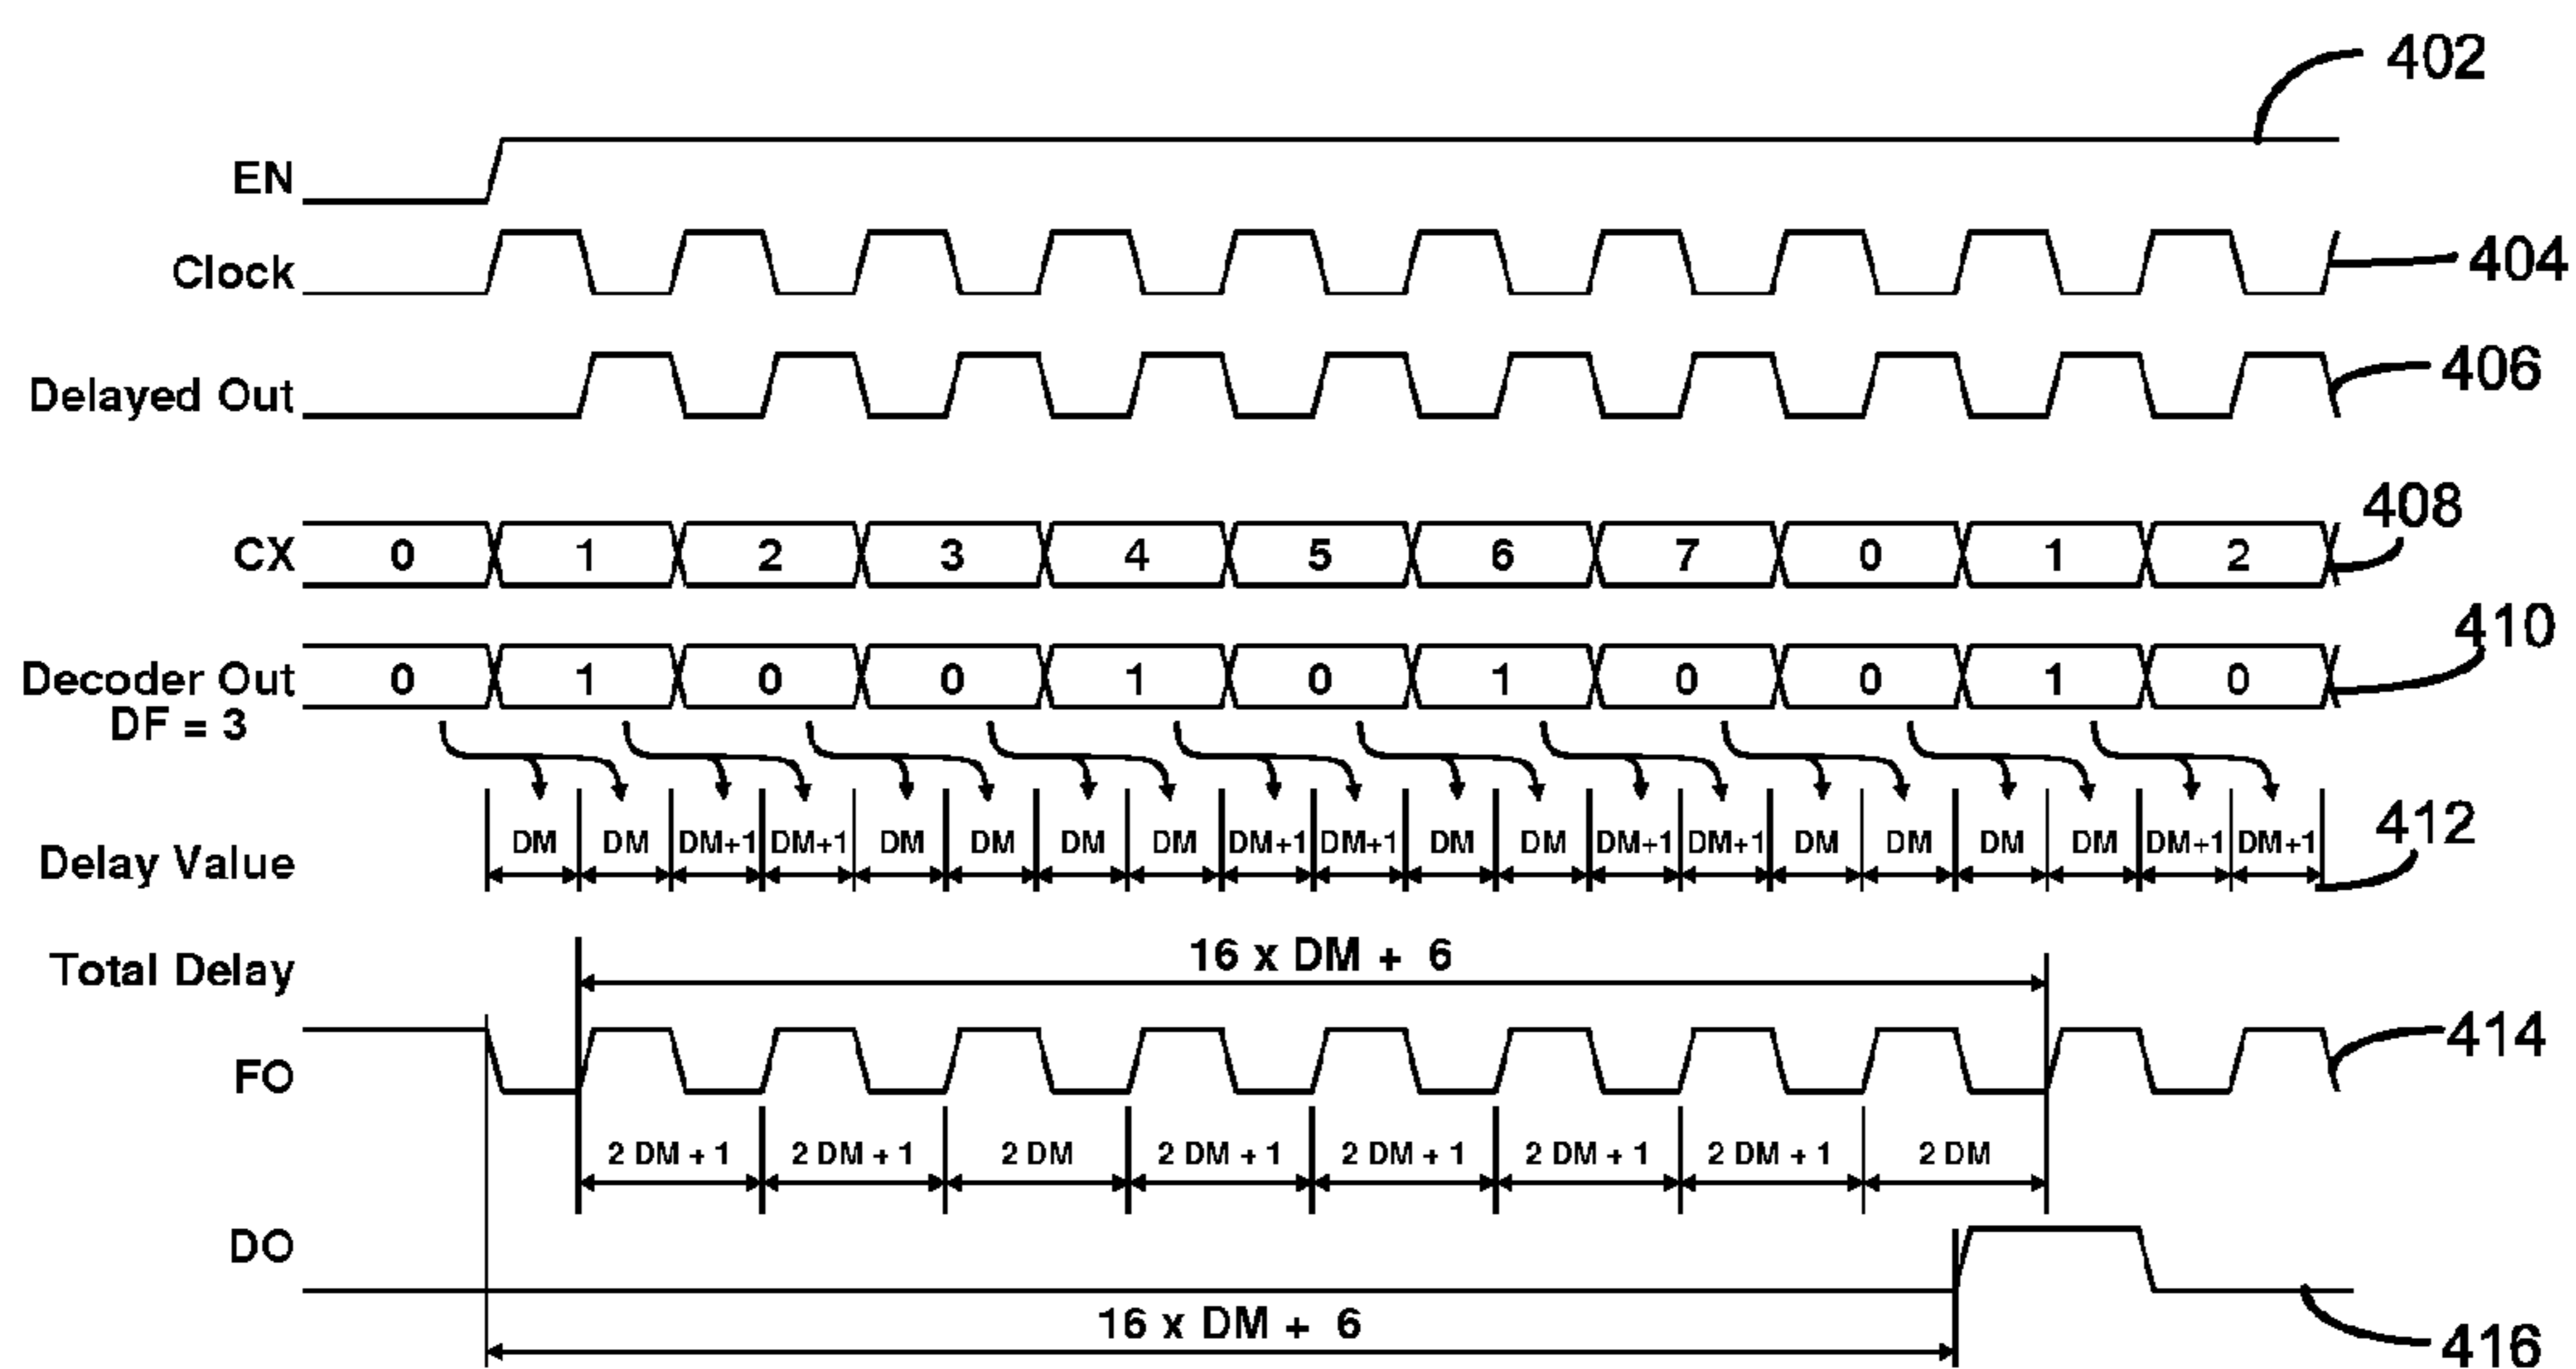 402
EN
Clock
404
Delayed Out
406
CX 0 1 2 3 4 5 6 7 0 1 2
408
Decoder Out 0 1 0 0 1 0 1 0 0 1 0
DF = 3
410
Delay Value DM DM DM+1 DM+1 DM DM DM DM DM+1 DM+1 DM DM DM+1 DM+1 DM DM DM DM DM+1 DM+1
412
Total Delay 16 x DM + 6
FO
414
2 DM + 1 2 DM + 1 2 DM 2 DM + 1 2 DM + 1 2 DM + 1 2 DM + 1 2 DM
DO
16 x DM + 6
416